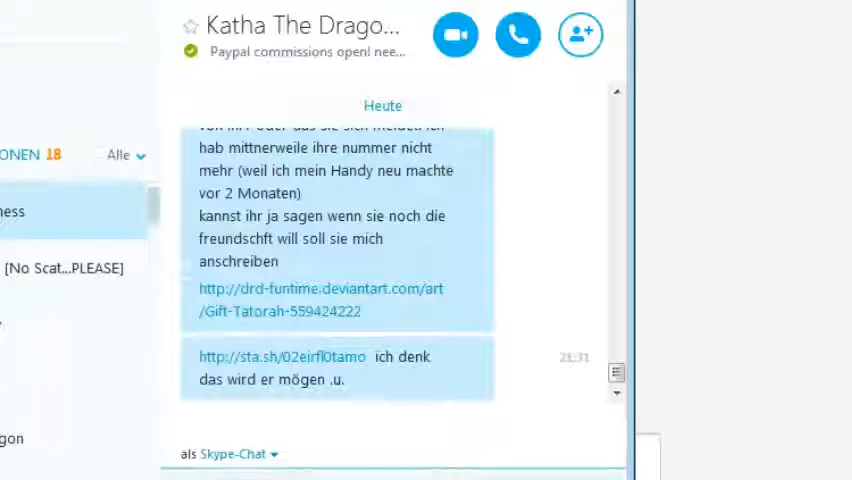 Katha The Drago...
Paypal commissions openI nee...
Heute
ONEN 18
Alle
hab mittnerweile ihre nummer nicht
mehr (weil ich mein Handy neu machte
vor 2 Monaten)
kannst ihr ja sagen wenn sie noch die
freundschft will soll sie mich
anschreiben
http://drd-funtime.deviantart.com/art
/Gift-Tatorah-559424222
ness
[No Scat...PLEASE]
http://sta.sh/02eirfl0tamo ich denk
das wird er mögen .u.
21:31
gon
als Skype-Chat